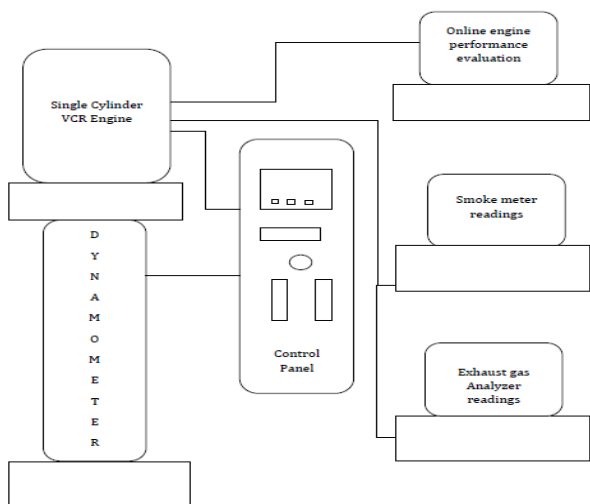 Online engine
performance
evaluation
Single Cylinder
VCR Engine
Smoke meter
readings
D
Y
N
A
M
O
M
E
T
E
R
Control
Panel
Exhaust gas
Analyzer
readings